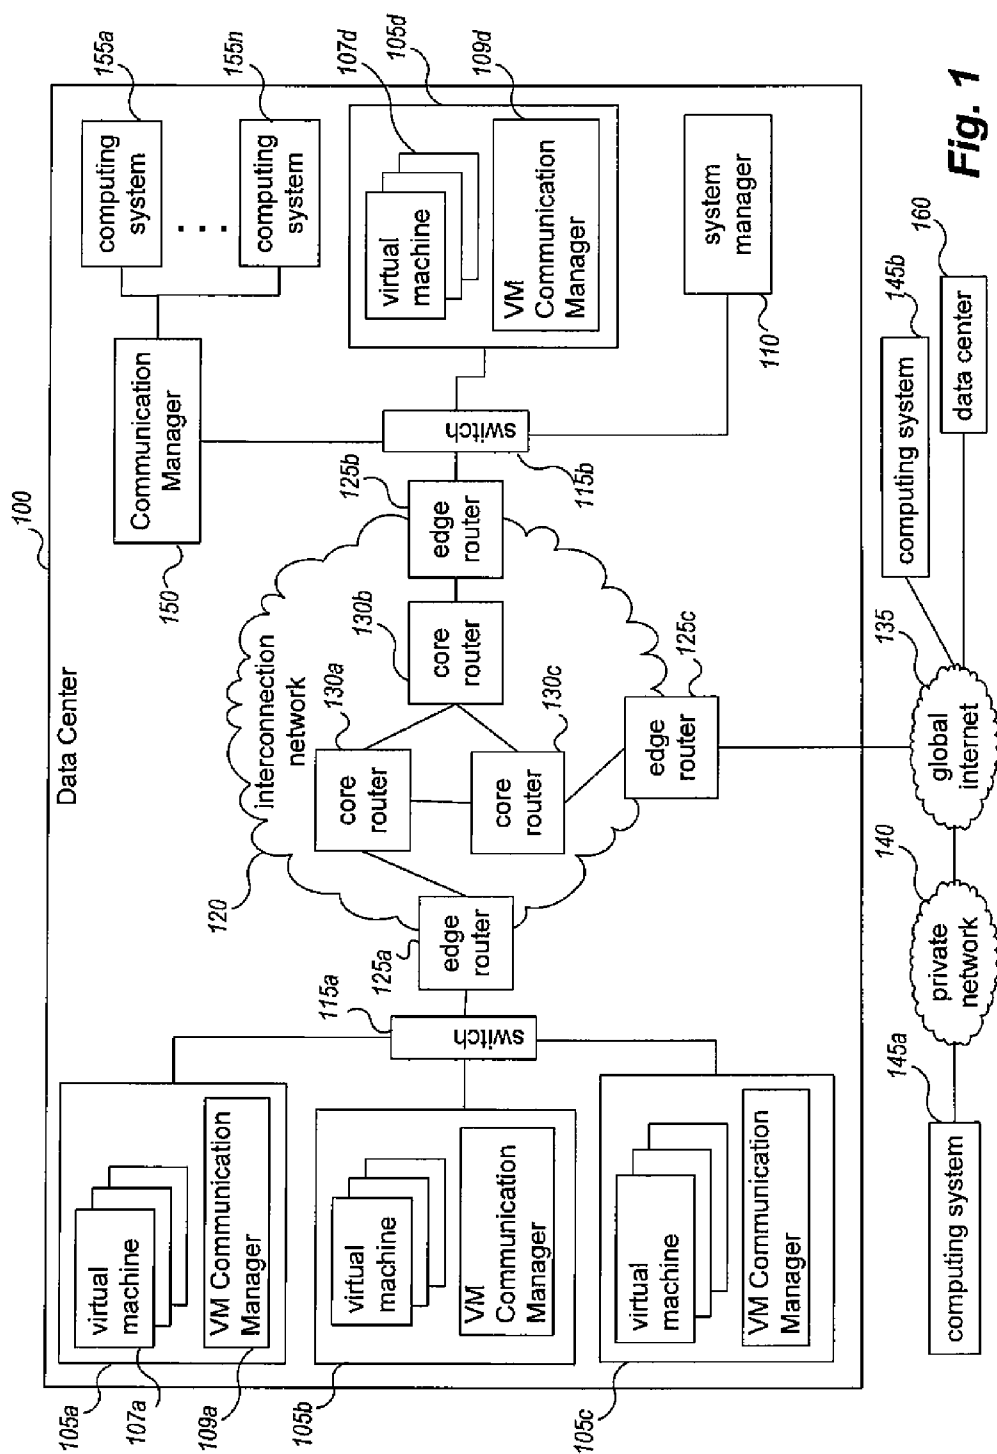 100
Data Center
155a
computing
system
. . .
155n
computing
system
Communication
Manager
150
105a
107a
109a
virtual
machine
VM Communication
Manager
105b
virtual
machine
VM
Communication
Manager
105c
virtual
machine
VM Communication
Manager
115a
switch
120
interconnection
network
125a
edge
router
130a
core
router
130b
core
router
130c
core
router
125b
edge
router
125c
edge
router
115b
switch
107d
105d
109d
virtual
machine
VM
Communication
Manager
system
manager
110
145a
computing system
140
private
network
135
global
internet
145b
computing system
160
data center
Fig. 1